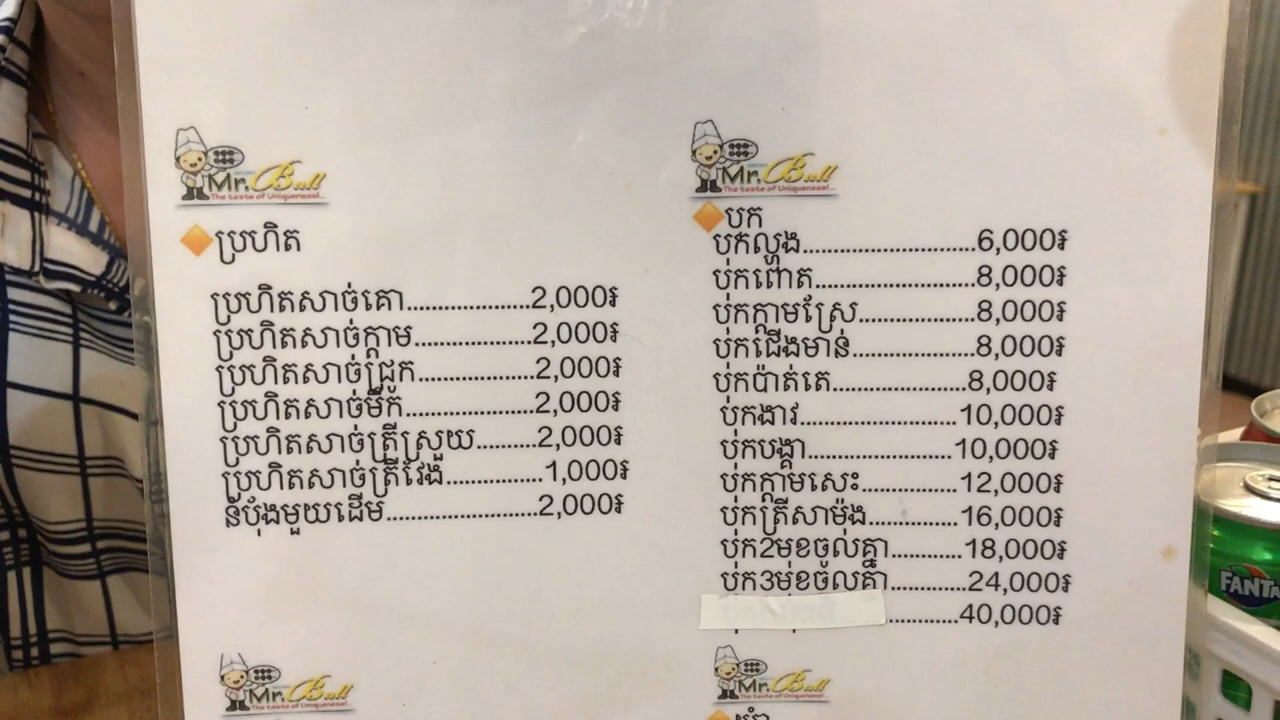 Mr. Bull
The taste of Uniqueness!...
ប្រហិត
ប្រហិតសាច់គោ....................2,000៛
ប្រហិតសាច់ក្តាម...................2,000៛
ប្រហិតសាច់ជ្រូក...................2,000៛
ប្រហិតសាច់មឹក.....................2,000៛
ប្រហិតសាច់ត្រីស្រួយ.........2,000៛
ប្រហិតសាច់ត្រីវែង................1,000៛
នំប៉័ងមួយដើម.........................2,000៛
Mr. Bull
The taste of Uniqueness!...
បុក
បុកល្ហុង............................6,000៛
បុកពោត..........................8,000៛
បុកក្តាមស្រែ...................8,000៛
បុកជើងមាន់....................8,000៛
បុកប៉ាត់តេ......................8,000៛
បុកងាវ..........................10,000៛
បុកបង្គា........................10,000៛
បុកក្តាមសេះ................12,000៛
បុកត្រីសាម៉ង...............16,000៛
បុក2មុខចូលគ្នា............18,000៛
បុក3មុខចូលគ្នា............24,000៛
............40,000៛
Mr. Bull
The taste of Uniqueness!...
Mr. Bull
The taste of Uniqueness!...
FANTA